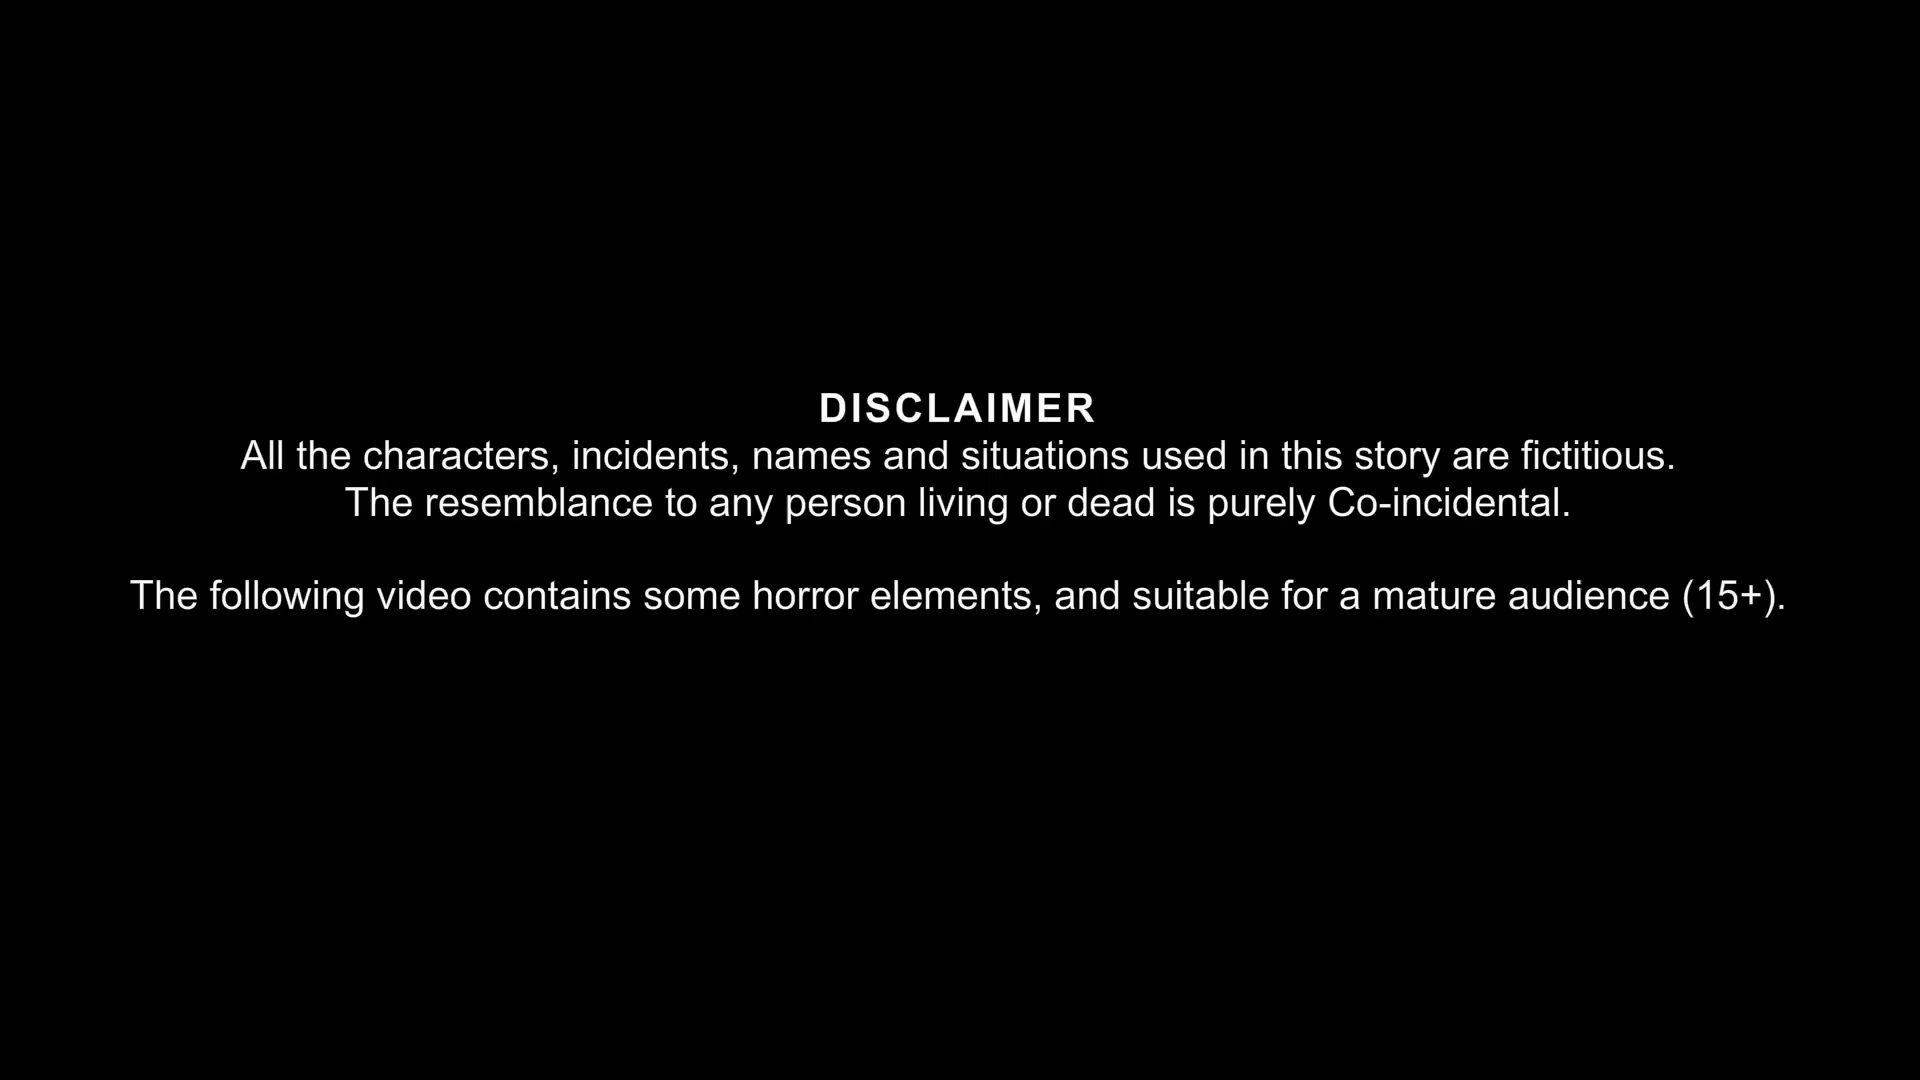 DISCLAIMER
All the characters, incidents, names and situations used in this story are fictitious.
The resemblance to any person living or dead is purely Co-incidental.
The following video contains some horror elements, and suitable for a mature audience (15+).